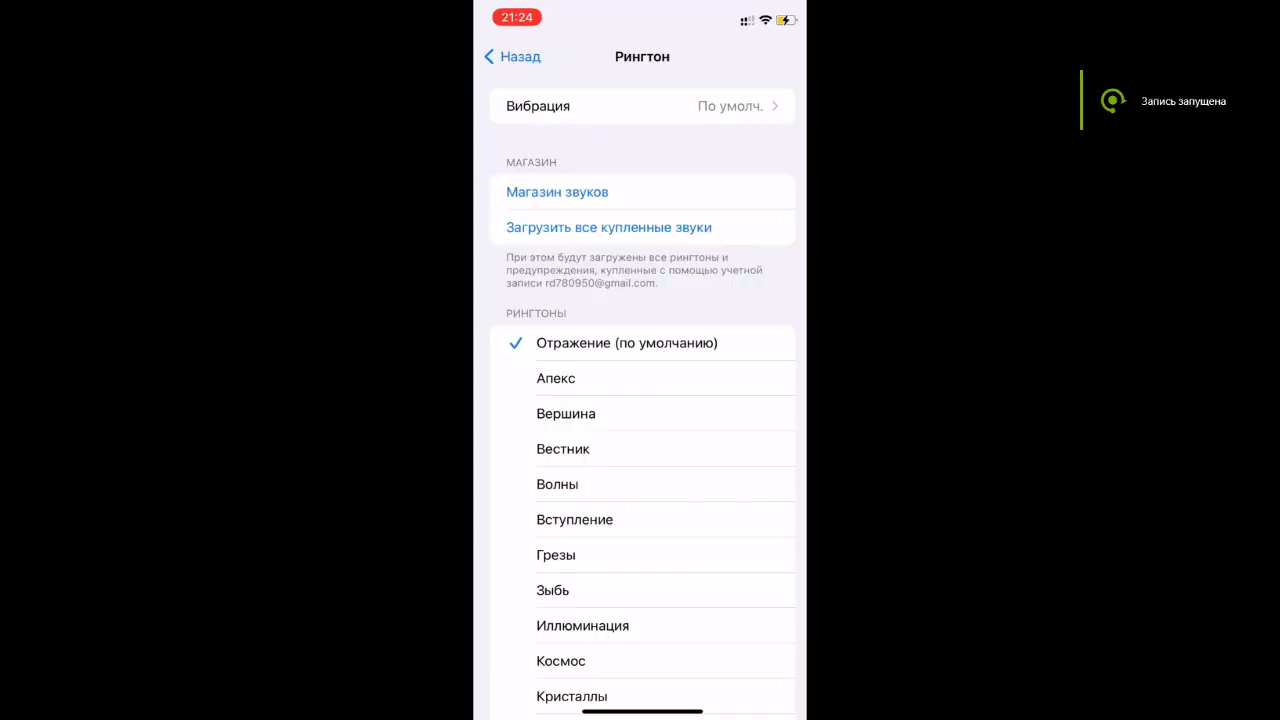 21:24
Назад
Рингтон
Запись запущена
Вибрация По умолч.
МАГАЗИН
Магазин звуков
Загрузить все купленные звуки
При этом будут загружены все рингтоны и
предупреждения, купленные с помощью учетной
записи rd780950@gmail.com.
РИНГТОНЫ
Отражение (по умолчанию)
Апекс
Вершина
Вестник
Волны
Вступление
Грезы
Зыбь
Иллюминация
Космос
Кристаллы